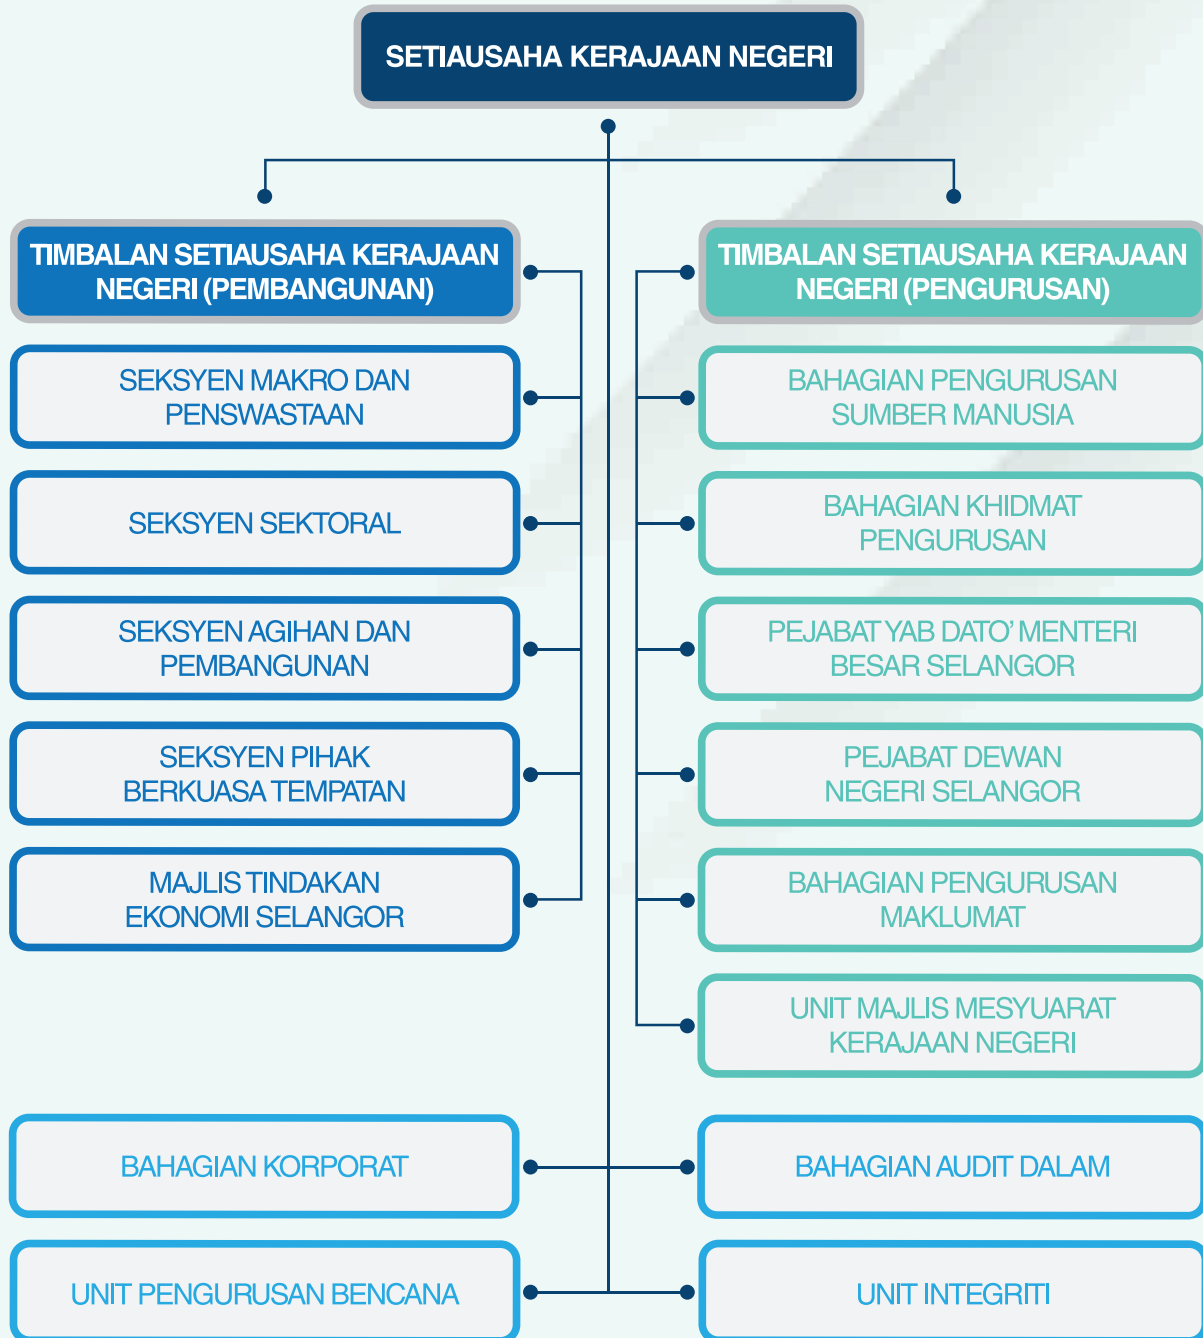 SETIAUSAHA KERAJAAN NEGERI
TIMBALAN SETIAUSAHA KERAJAAN
NEGERI (PEMBANGUNAN)
SEKSYEN MAKRO DAN
PENSWASTAAN
SEKSYEN SEKTORAL
SEKSYEN AGIHAN DAN
PEMBANGUNAN
SEKSYEN PIHAK
BERKUASA TEMPATAN
MAJLIS TINDAKAN
EKONOMI SELANGOR
TIMBALAN SETIAUSAHA KERAJAAN
NEGERI (PENGURUSAN)
BAHAGIAN PENGURUSAN
SUMBER MANUSIA
BAHAGIAN KHIDMAT
PENGURUSAN
PEJABAT YAB DATO’ MENTERI
BESAR SELANGOR
PEJABAT DEWAN
NEGERI SELANGOR
BAHAGIAN PENGURUSAN
MAKLUMAT
UNIT MAJLIS MESYUARAT
KERAJAAN NEGERI
BAHAGIAN KORPORAT
BAHAGIAN AUDIT DALAM
UNIT PENGURUSAN BENCANA
UNIT INTEGRITI